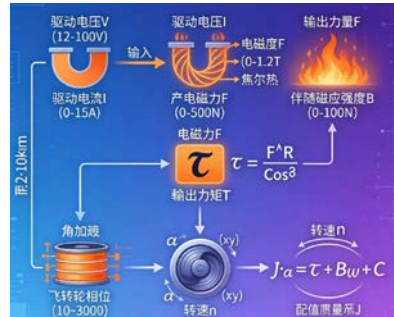 驱动电压V
(12-100V)
输入
驱动电流I
(0-15A)
驱动电压I
产电磁力F
(0-500N)
电磁度F
(0-1.2T
焦尔热
输出力量F
伴随磁应强度B
(0-100N)
2·10kim
电磁力F
τ
输出力矩T
τ = F^R / Cos³
角加
飞转轮相位
(10-3000)
α
(xy)
α
(xy)
转速n
转速n
J·α = τ + Bω + C
配值质量系J